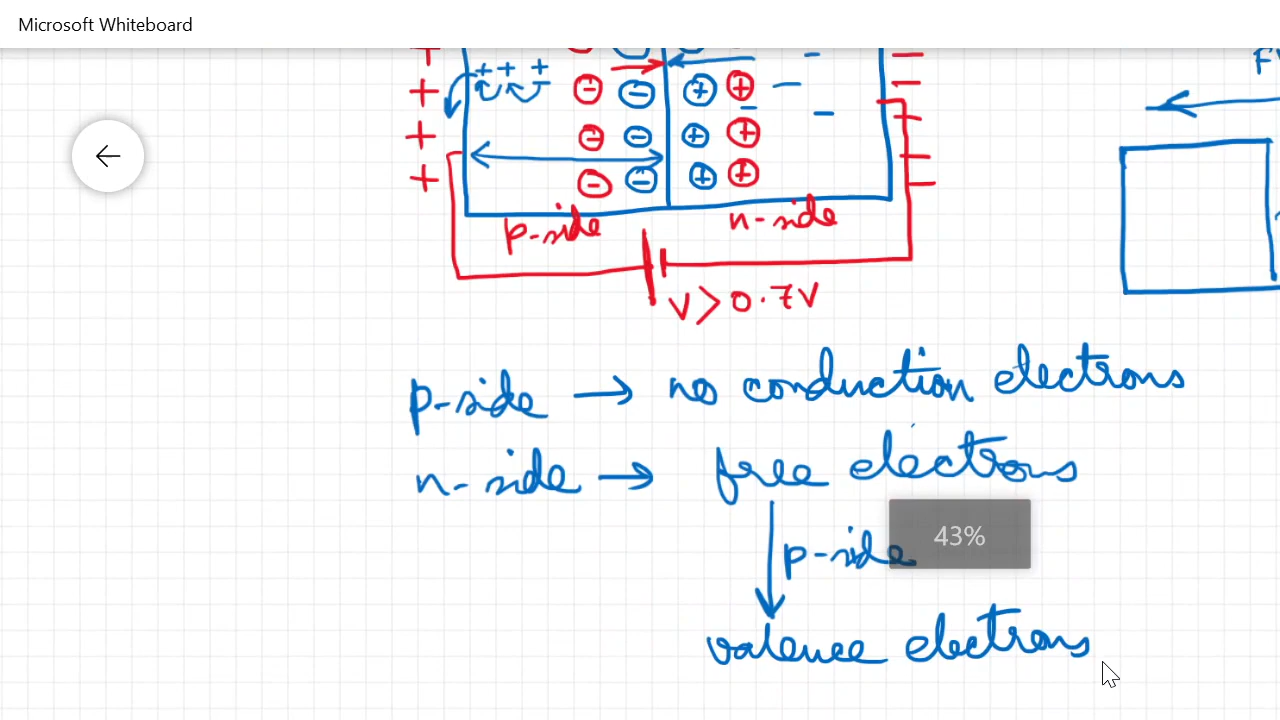 Microsoft Whiteboard
p-side
n-side
V > 0.7V
p-side → no conduction electrons
n-side → free electrons
p-side
43%
valence electrons